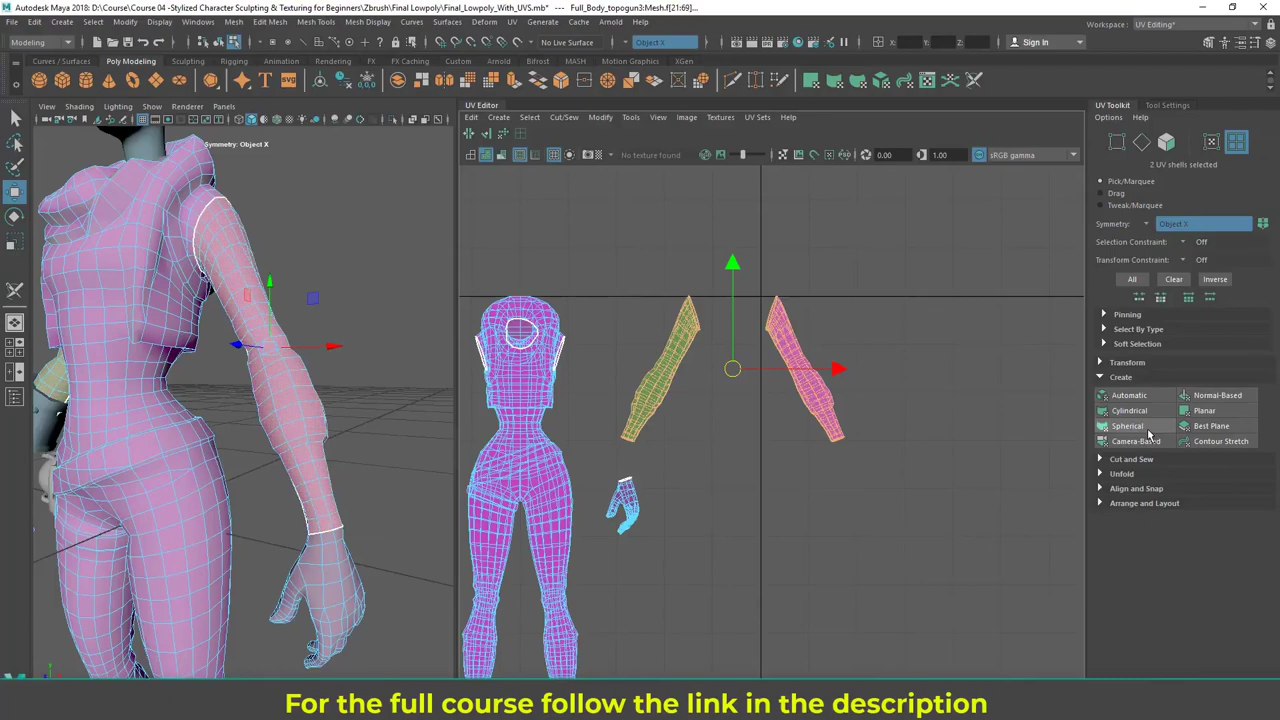 Autodesk Maya 2018: D:\Course\Course 04 -Stylized Character Sculpting & Texturing for Beginners\Zbrush\Final Lowpoly\Final_Lowpoly_With_UVS.mb* --- Full_Body_topogun3:Mesh.f[21:69]...
File Edit Create Select Modify Display Windows Mesh Edit Mesh Mesh Tools Mesh Display Curves Surfaces Deform UV Generate Cache Arnold Help
Workspace: UV Editing*
Modeling No Live Surface Object X Sign In
Curves / Surfaces Poly Modeling Sculpting Rigging Animation Rendering FX FX Caching Custom Arnold Bifrost MASH Motion Graphics XGen
View Shading Lighting Show Renderer Panels
Symmetry: Object X
UV Editor
Edit Create Select Cut/Sew Modify Tools View Image Textures UV Sets Help
No texture found 0.00 1.00 sRGB gamma
UV Toolkit Tool Settings
Options Help
2 UV shells selected
Pick/Marquee
Drag
Tweak/Marquee
Symmetry: Object X
Selection Constraint: Off
Transform Constraint: Off
All Clear Inverse
Pinning
Select By Type
Soft Selection
Transform
Create
Automatic Normal-Based
Cylindrical Planar
Spherical Best Plane
Camera-Based Contour Stretch
Cut and Sew
Unfold
Align and Snap
Arrange and Layout
For the full course follow the link in the description